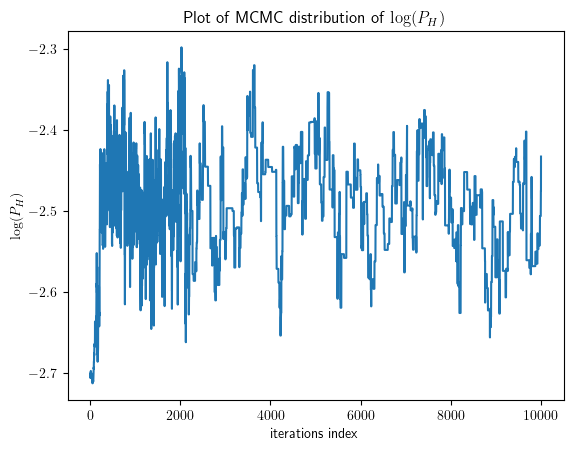 Plot of MCMC distribution of log(P_H)
−2.3
−2.4
−2.5
−2.6
−2.7
log(P_H)
0 2000 4000 6000 8000 10000
iterations index